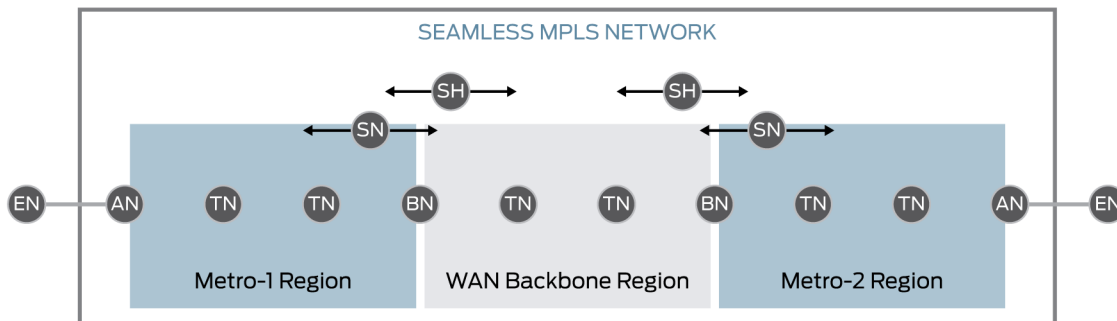 SEAMLESS MPLS NETWORK
SH SH
SN SN
EN AN TN TN BN TN TN BN TN TN AN EN
Metro-1 Region WAN Backbone Region Metro-2 Region